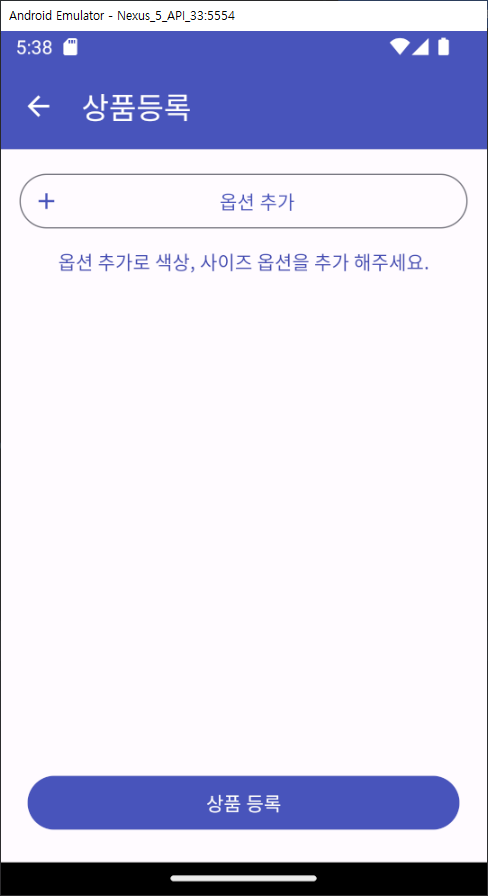 Android Emulator - Nexus_5_API_33:5554
5:38
상품등록
옵션 추가
옵션 추가로 색상, 사이즈 옵션을 추가 해주세요.
상품 등록